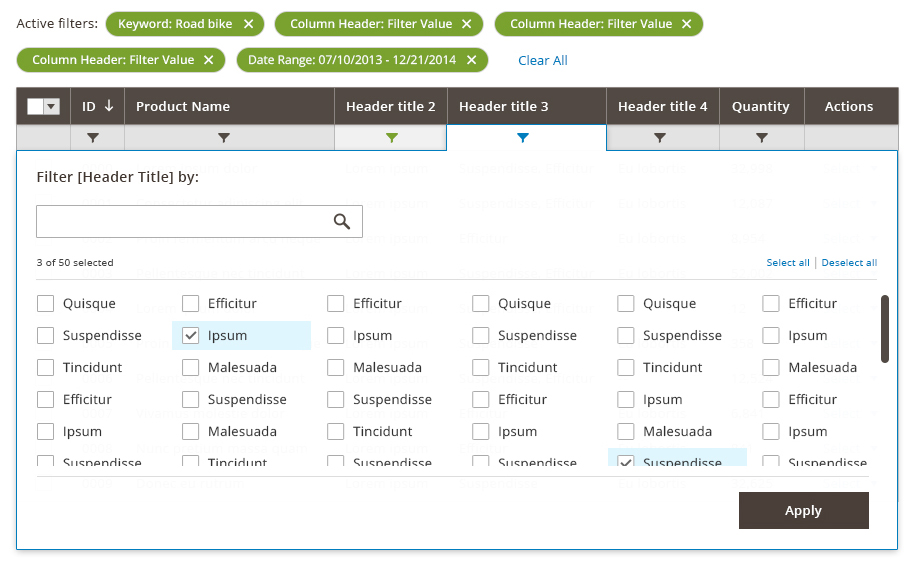 Active filters: Keyword: Road bike Column Header: Filter Value Column Header: Filter Value
Column Header: Filter Value Date Range: 07/10/2013 - 12/21/2014 Clear All
ID Product Name Header title 2 Header title 3 Header title 4 Quantity Actions
Filter [Header Title] by:
3 of 50 selected Select all | Deselect all
Quisque Efficitur Efficitur Quisque Quisque Efficitur
Suspendisse Ipsum Ipsum Suspendisse Suspendisse Ipsum
Tincidunt Malesuada Malesuada Tincidunt Tincidunt Malesuada
Efficitur Suspendisse Suspendisse Efficitur Ipsum Efficitur
Ipsum Malesuada Tincidunt Ipsum Malesuada Ipsum
Suspendisse Tincidunt Suspendisse Suspendisse Suspendisse Suspendisse
Apply